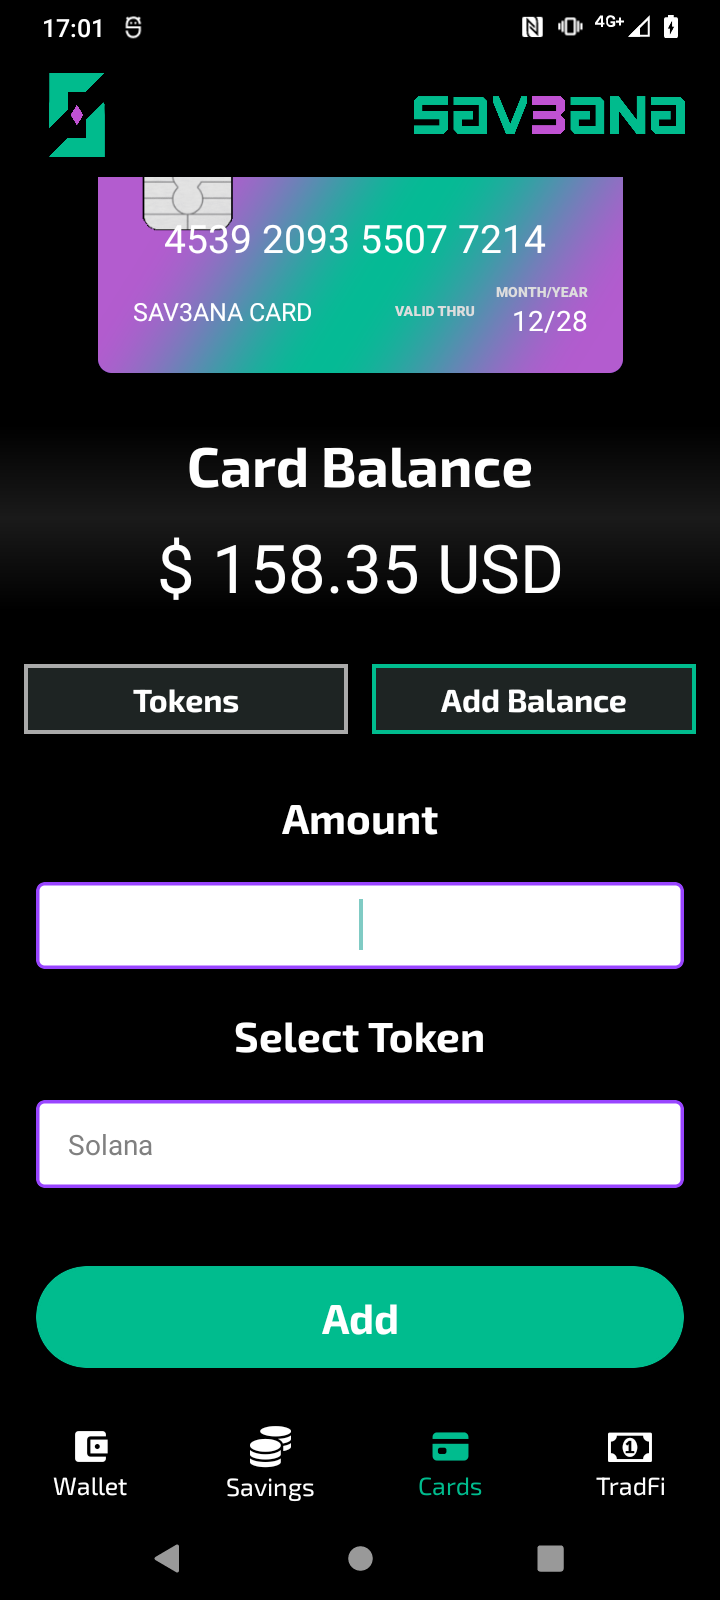 17:01
4G+
SAV3ANA
4539 2093 5507 7214
MONTH/YEAR
SAV3ANA CARD VALID THRU 12/28
Card Balance
$ 158.35 USD
Tokens Add Balance
Amount
Select Token
Solana
Add
Wallet Savings Cards TradFi